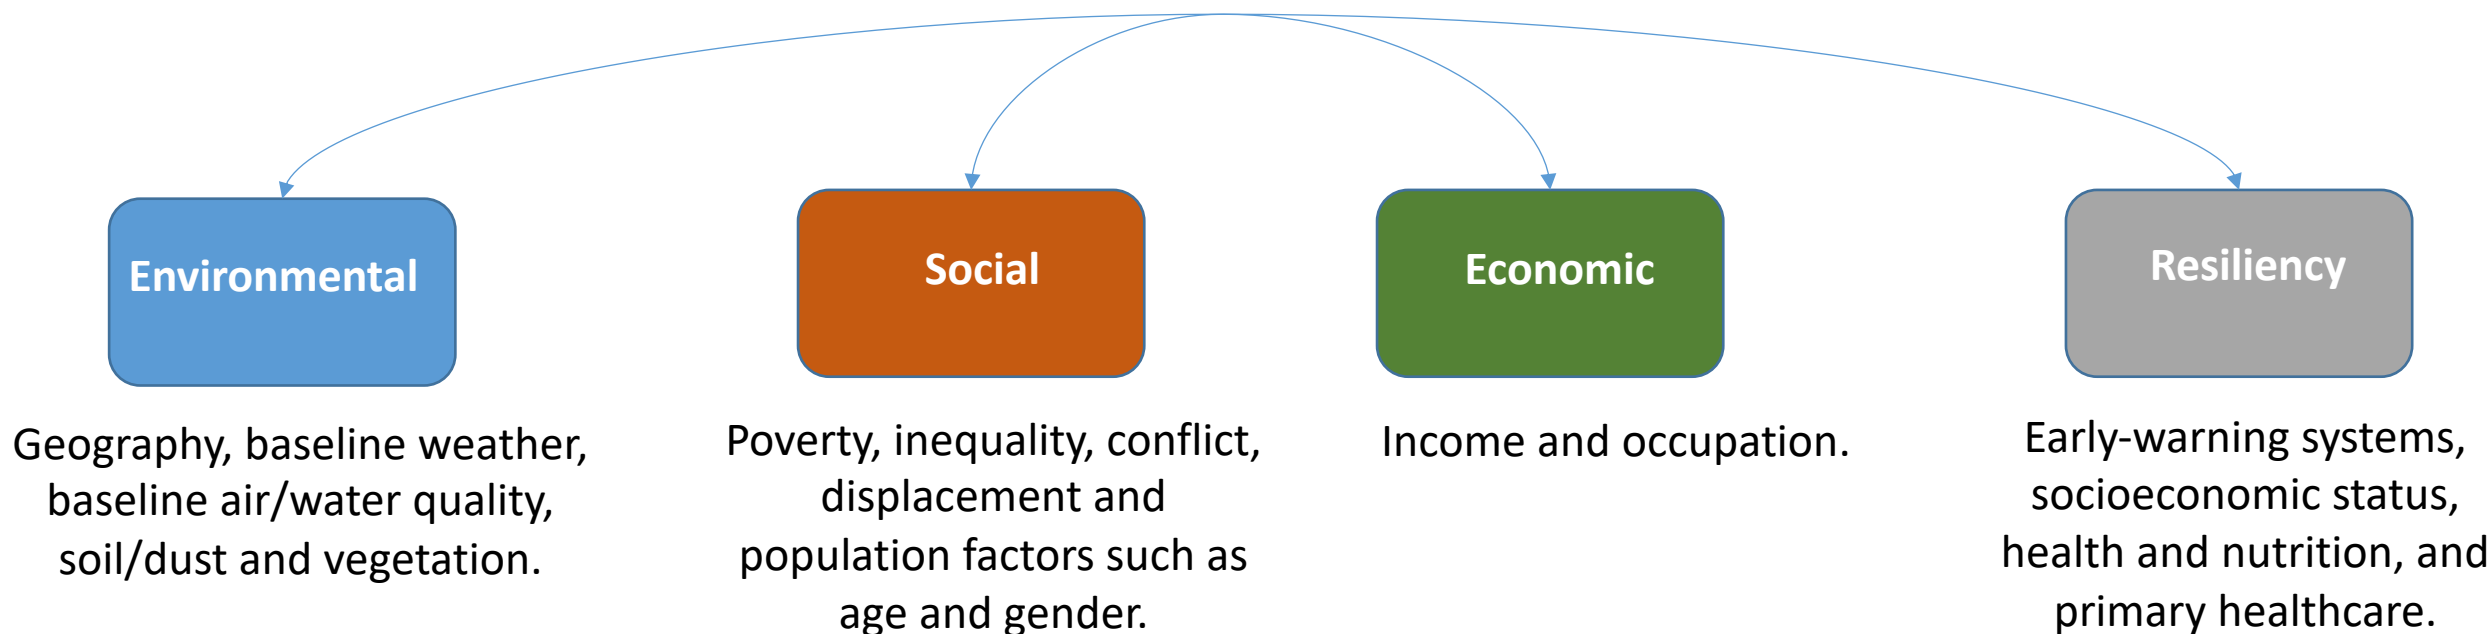 Environmental
Geography, baseline weather,
baseline air/water quality,
soil/dust and vegetation.
Social
Poverty, inequality, conflict,
displacement and
population factors such as
age and gender.
Economic
Income and occupation.
Resiliency
Early-warning systems,
socioeconomic status,
health and nutrition, and
primary healthcare.